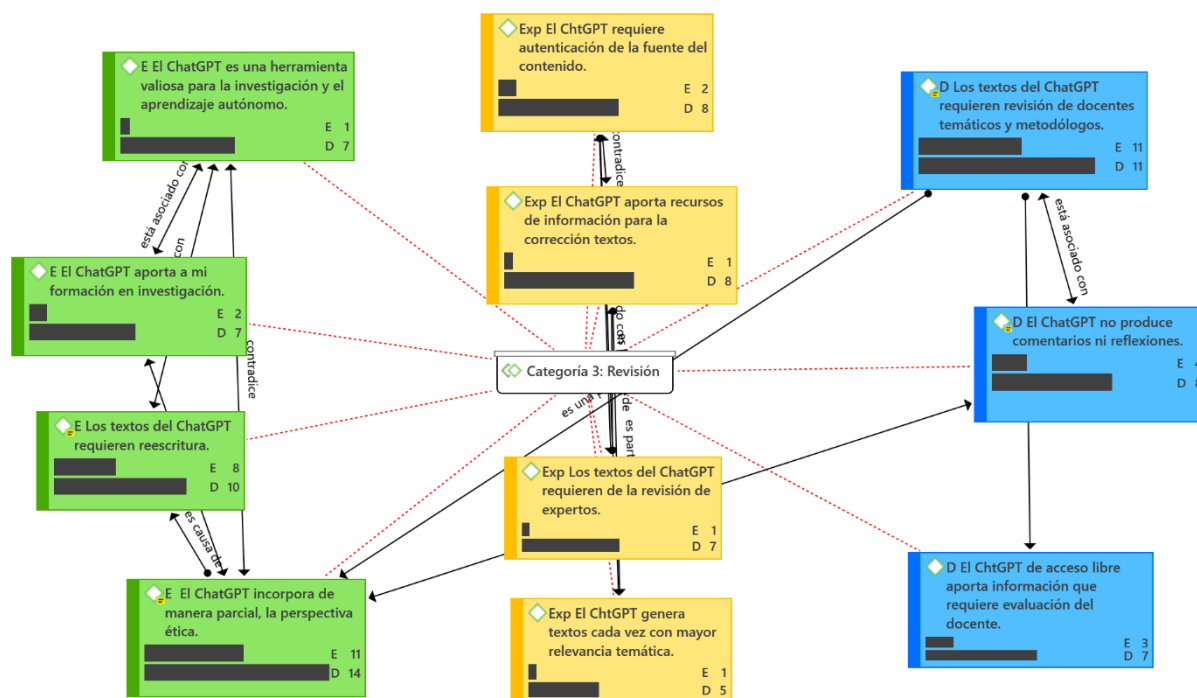 E El ChatGPT es una herramienta
valiosa para la investigación y el
aprendizaje autónomo.
E 1
D 7
Exp El ChtGPT requiere
autenticación de la fuente del
contenido.
E 2
D 8
D Los textos del ChatGPT
requieren revisión de docentes
temáticos y metodólogos.
E 11
D 11
contradice
está asociado con
con
Exp El ChatGPT aporta recursos
de información para la
corrección textos.
E 1
D 8
está asociado con
E El ChatGPT aporta a mi
formación en investigación.
E 2
D 7
D El ChatGPT no produce
comentarios ni reflexiones.
E 4
D 8
contradice
Categoría 3: Revisión
es una
de
es part
E Los textos del ChatGPT
requieren reescritura.
E 8
D 10
Exp Los textos del ChatGPT
requieren de la revisión de
expertos.
E 1
D 7
es causa de
E El ChatGPT incorpora de
manera parcial, la perspectiva
ética.
E 11
D 14
Exp El ChtGPT genera
textos cada vez con mayor
relevancia temática.
E 1
D 5
D El ChtGPT de acceso libre
aporta información que
requiere evaluación del
docente.
E 3
D 7